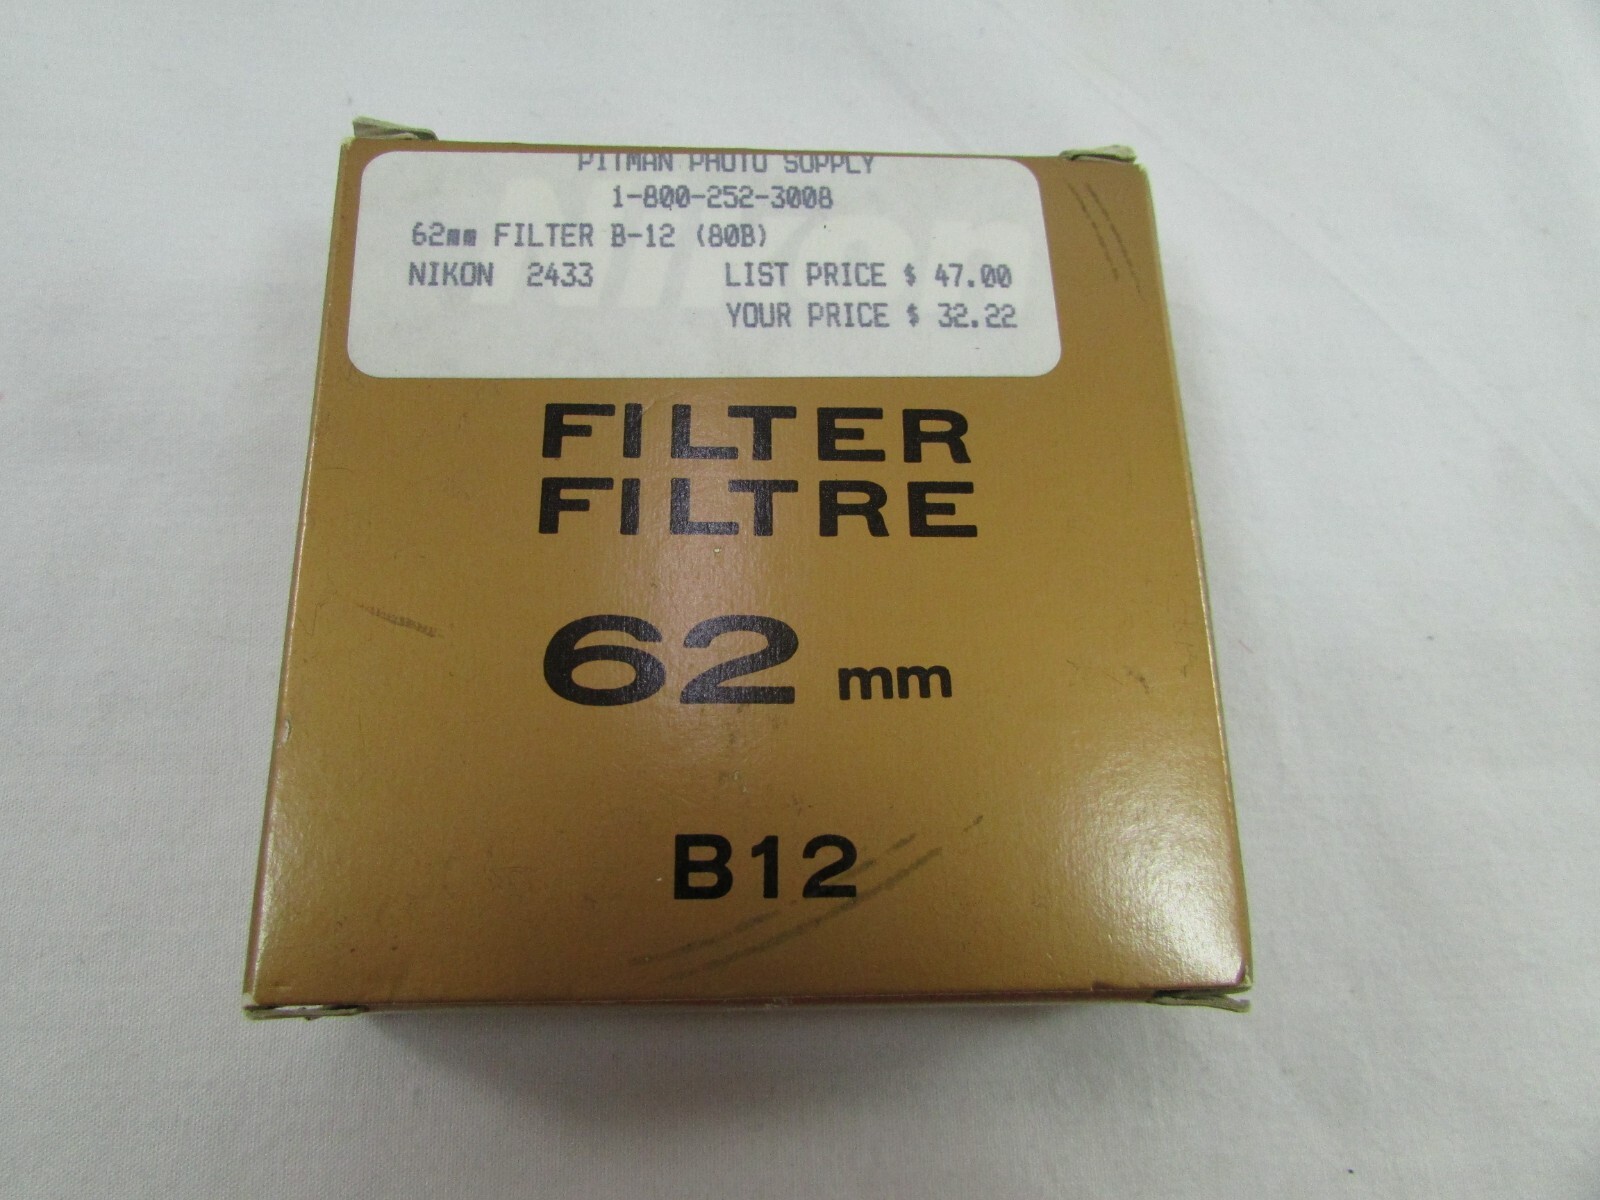 PITMAN PHOTO SUPPLY
1-800-252-3008
62mm FILTER B-12 (80B)
NIKON 2433 LIST PRICE $ 47.00
YOUR PRICE $ 32.22
Nikon
FILTER
FILTRE
62 mm
B12